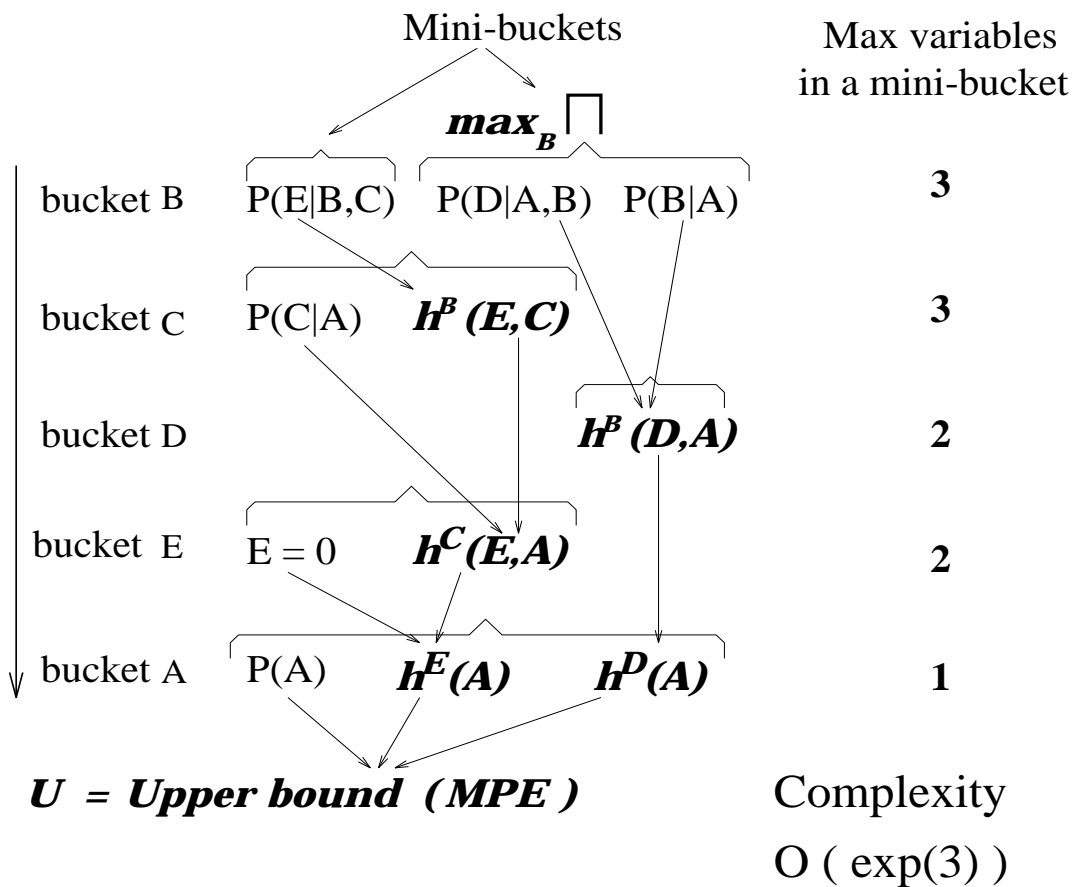 Mini-buckets
Max variables
in a mini-bucket
max_B ∏
bucket B P(E|B,C) P(D|A,B) P(B|A) 3
bucket C P(C|A) h^B (E,C) 3
bucket D h^B (D,A) 2
bucket E E = 0 h^C (E,A) 2
bucket A P(A) h^E (A) h^D (A) 1
U = Upper bound (MPE)
Complexity
O ( exp(3) )